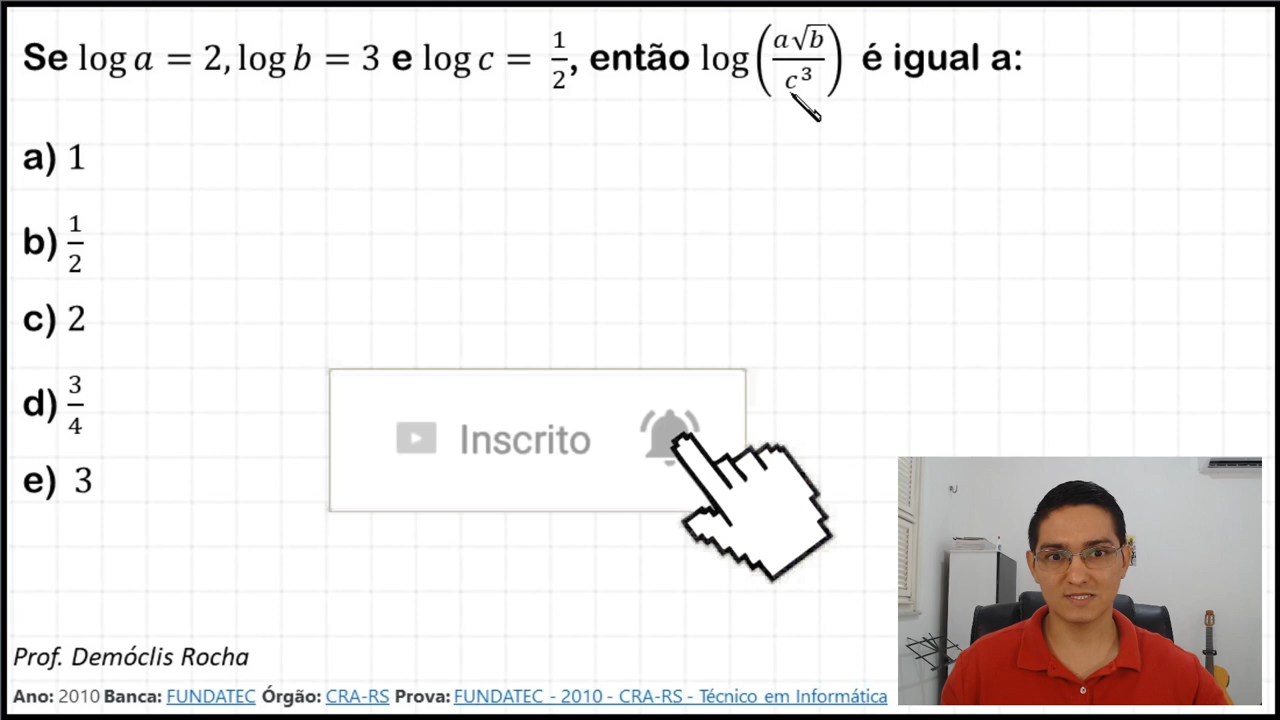 Se log a = 2, log b = 3 e log c = 1/2, então log(a√b/c³) é igual a:
a) 1
b) 1/2
c) 2
d) 3/4
e) 3
Inscrito
Prof. Demóclis Rocha
Ano: 2010 Banca: FUNDATEC Órgão: CRA-RS Prova: FUNDATEC - 2010 - CRA-RS - Técnico em Informática